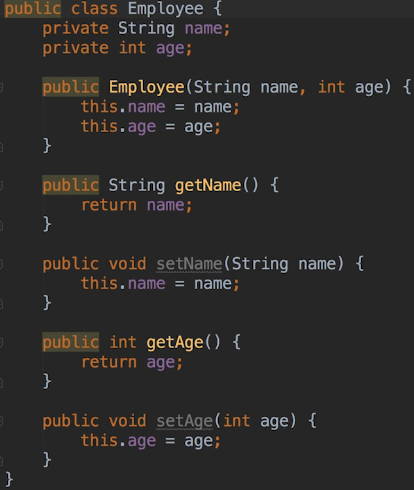 public class Employee {
    private String name;
    private int age;

    public Employee(String name, int age) {
        this.name = name;
        this.age = age;
    }

    public String getName() {
        return name;
    }

    public void setName(String name) {
        this.name = name;
    }

    public int getAge() {
        return age;
    }

    public void setAge(int age) {
        this.age = age;
    }
}